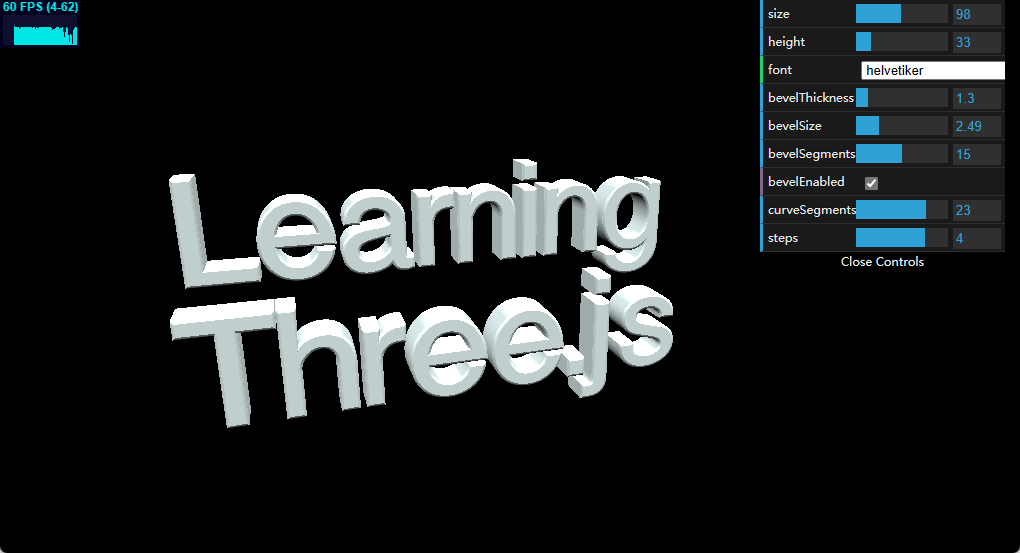 60 FPS (4-62)
size 98
height 33
font helvetiker
bevelThickness 1.3
bevelSize 2.49
bevelSegments 15
bevelEnabled
curveSegments 23
steps 4
Close Controls
Learning
Three.js